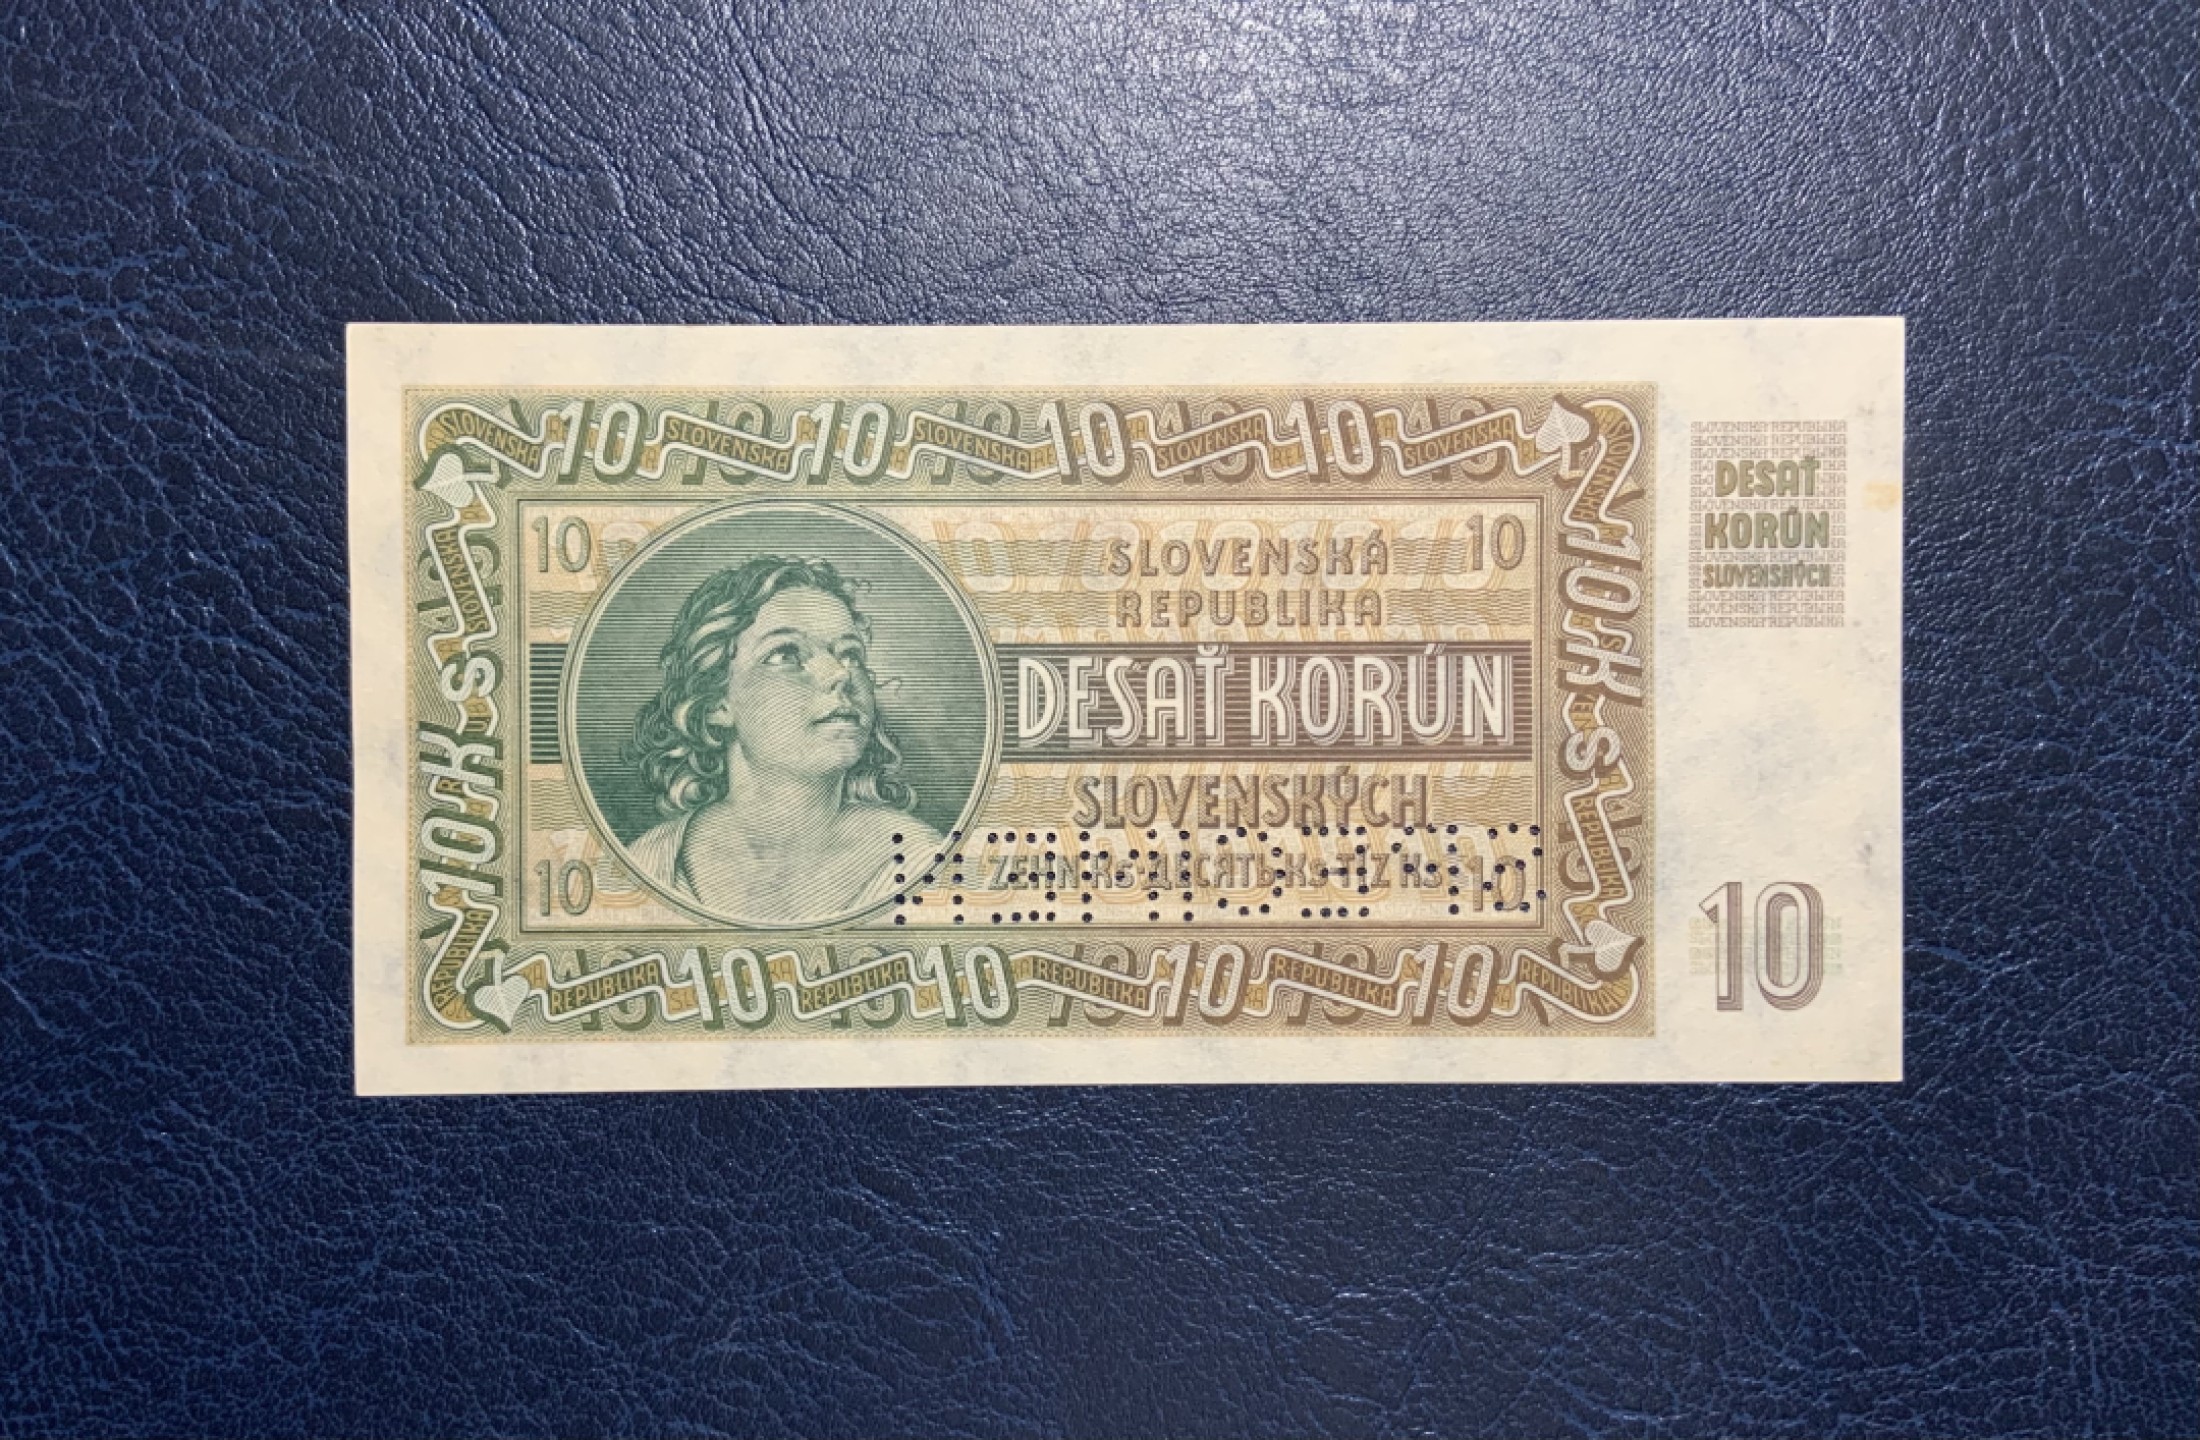 10 10 10 10
SLOVENSKÁ SLOVENSKÁ SLOVENSKÁ SLOVENSKÁ SLOVENSKÁ
10 10
SLOVENSKÁ
REPUBLIKA
DESAŤ KORÚN
SLOVENSKÝCH
ZEHN Ks-ДЕСЯТЬ Ks-TÍZ Ks
10 10
10 Ks
10 Ks
REPUBLIKA REPUBLIKA REPUBLIKA REPUBLIKA REPUBLIKA
10 10 10 10
DESAŤ
KORÚN
SLOVENSKÝCH
10